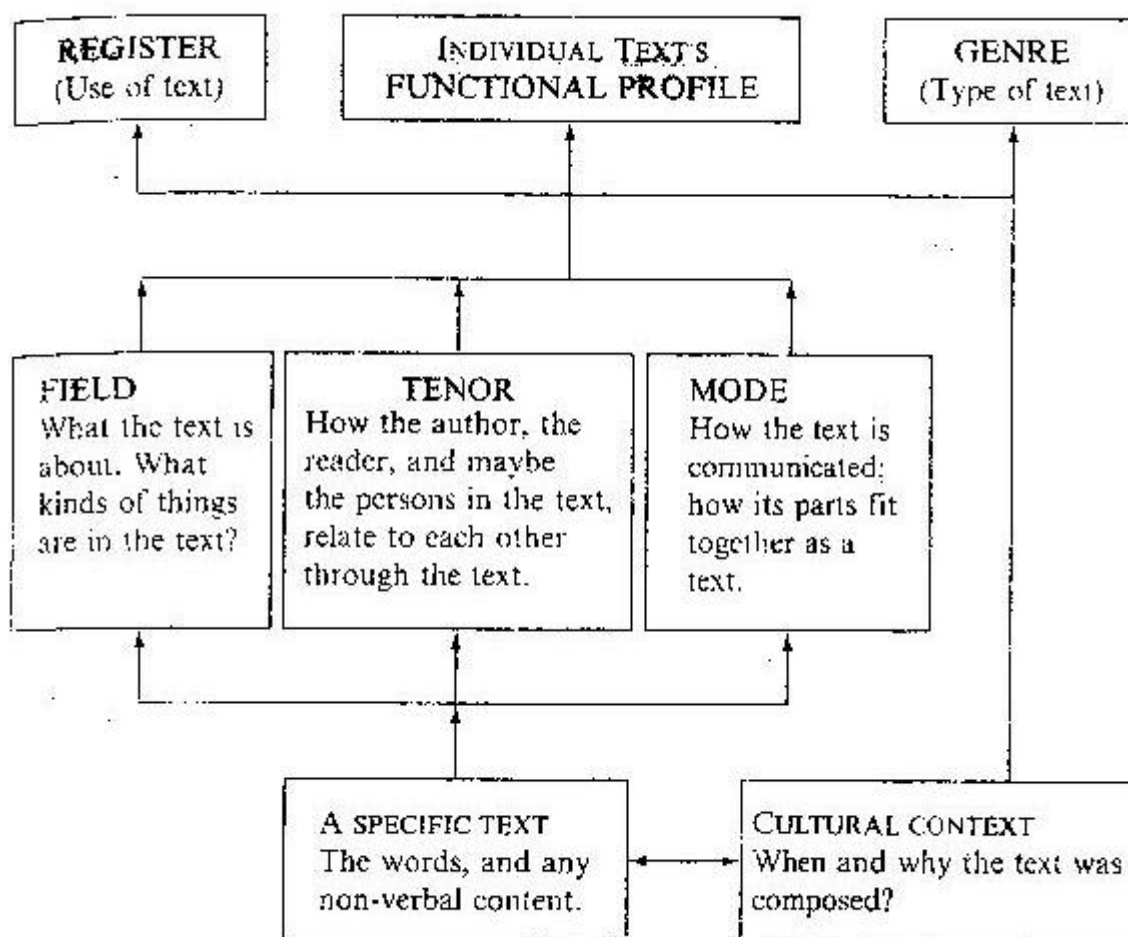 REGISTER
(Use of text)
INDIVIDUAL TEXT'S
FUNCTIONAL PROFILE
GENRE
(Type of text)
FIELD
What the text is
about. What
kinds of things
are in the text?
TENOR
How the author, the
reader, and maybe
the persons in the text,
relate to each other
through the text.
MODE
How the text is
communicated;
how its parts fit
together as a
text.
A SPECIFIC TEXT
The words, and any
non-verbal content.
CULTURAL CONTEXT
When and why the text was
composed?